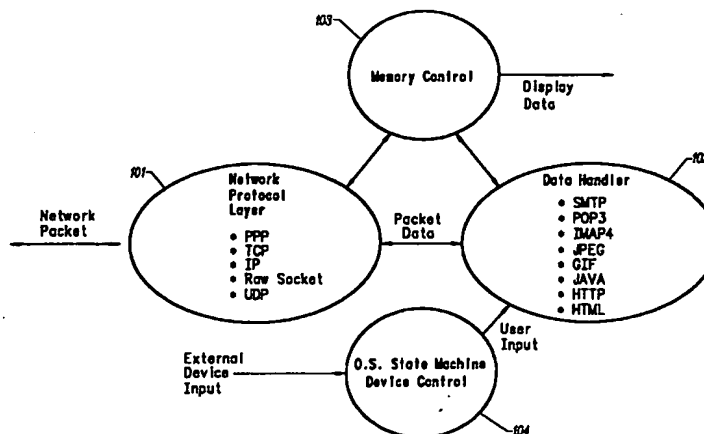 103
Memory Control
Display
Data
101
Network
Protocol
Layer
• PPP
• TCP
• IP
• Raw Socket
• UDP
Network
Packet
Packet
Data
Data Handler
• SMTP
• POP3
• IMAP4
• JPEG
• GIF
• JAVA
• HTTP
• HTML
User
Input
External
Device
Input
O.S. State Machine
Device Control
104